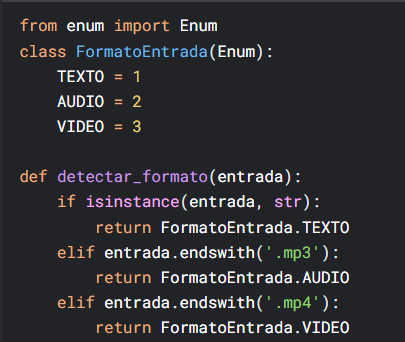 from enum import Enum
class FormatoEntrada(Enum):
    TEXTO = 1
    AUDIO = 2
    VIDEO = 3

def detectar_formato(entrada):
    if isinstance(entrada, str):
        return FormatoEntrada.TEXTO
    elif entrada.endswith('.mp3'):
        return FormatoEntrada.AUDIO
    elif entrada.endswith('.mp4'):
        return FormatoEntrada.VIDEO